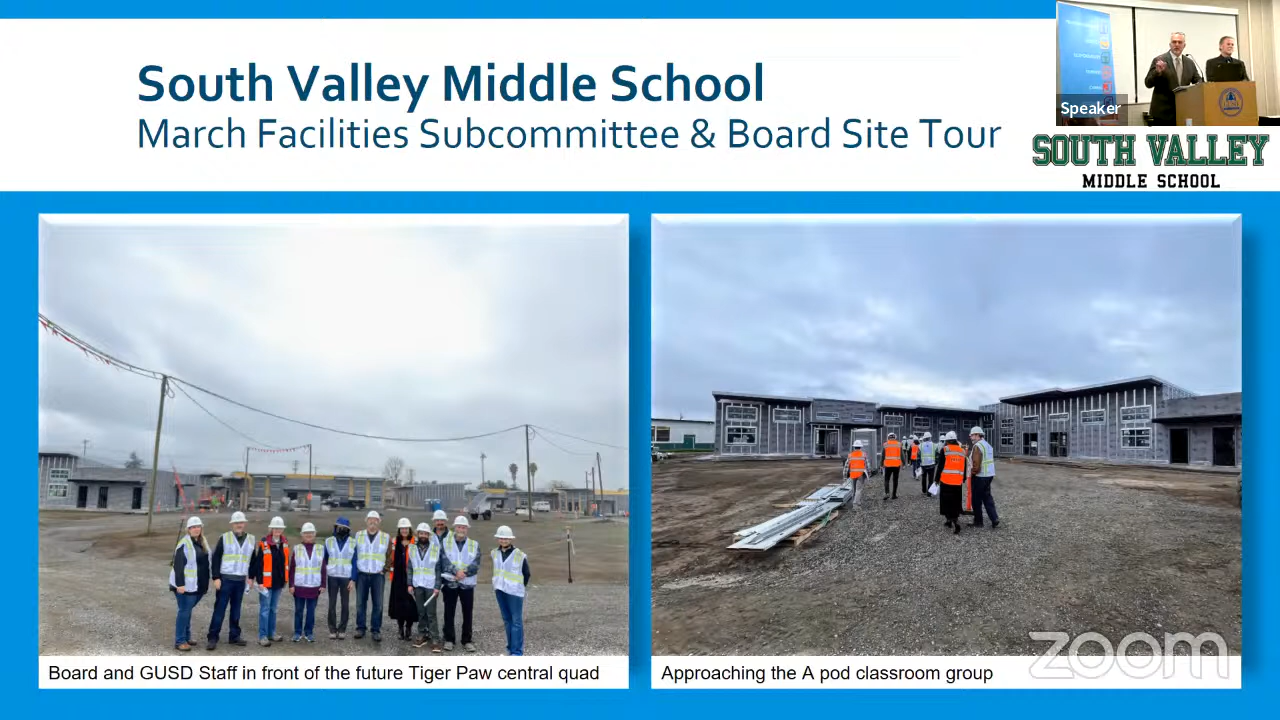 South Valley Middle School
March Facilities Subcommittee & Board Site Tour
Speaker
SOUTH VALLEY
MIDDLE SCHOOL
Board and GUSD Staff in front of the future Tiger Paw central quad
Approaching the A pod classroom group
zoom